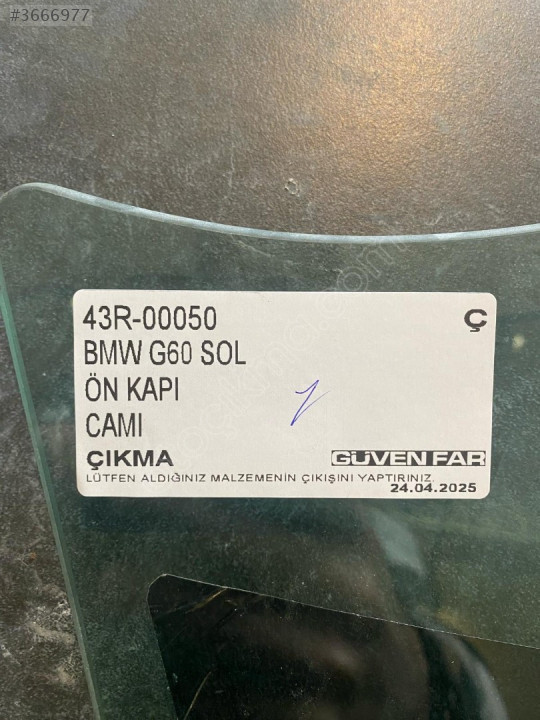 #3666977
43R-00050
Ç
BMW G60 SOL
ÖN KAPI
CAMI
ÇIKMA
GÜVEN FAR
LÜTFEN ALDIĞINIZ MALZEMENİN ÇIKIŞINI YAPTIRINIZ.
24.04.2025